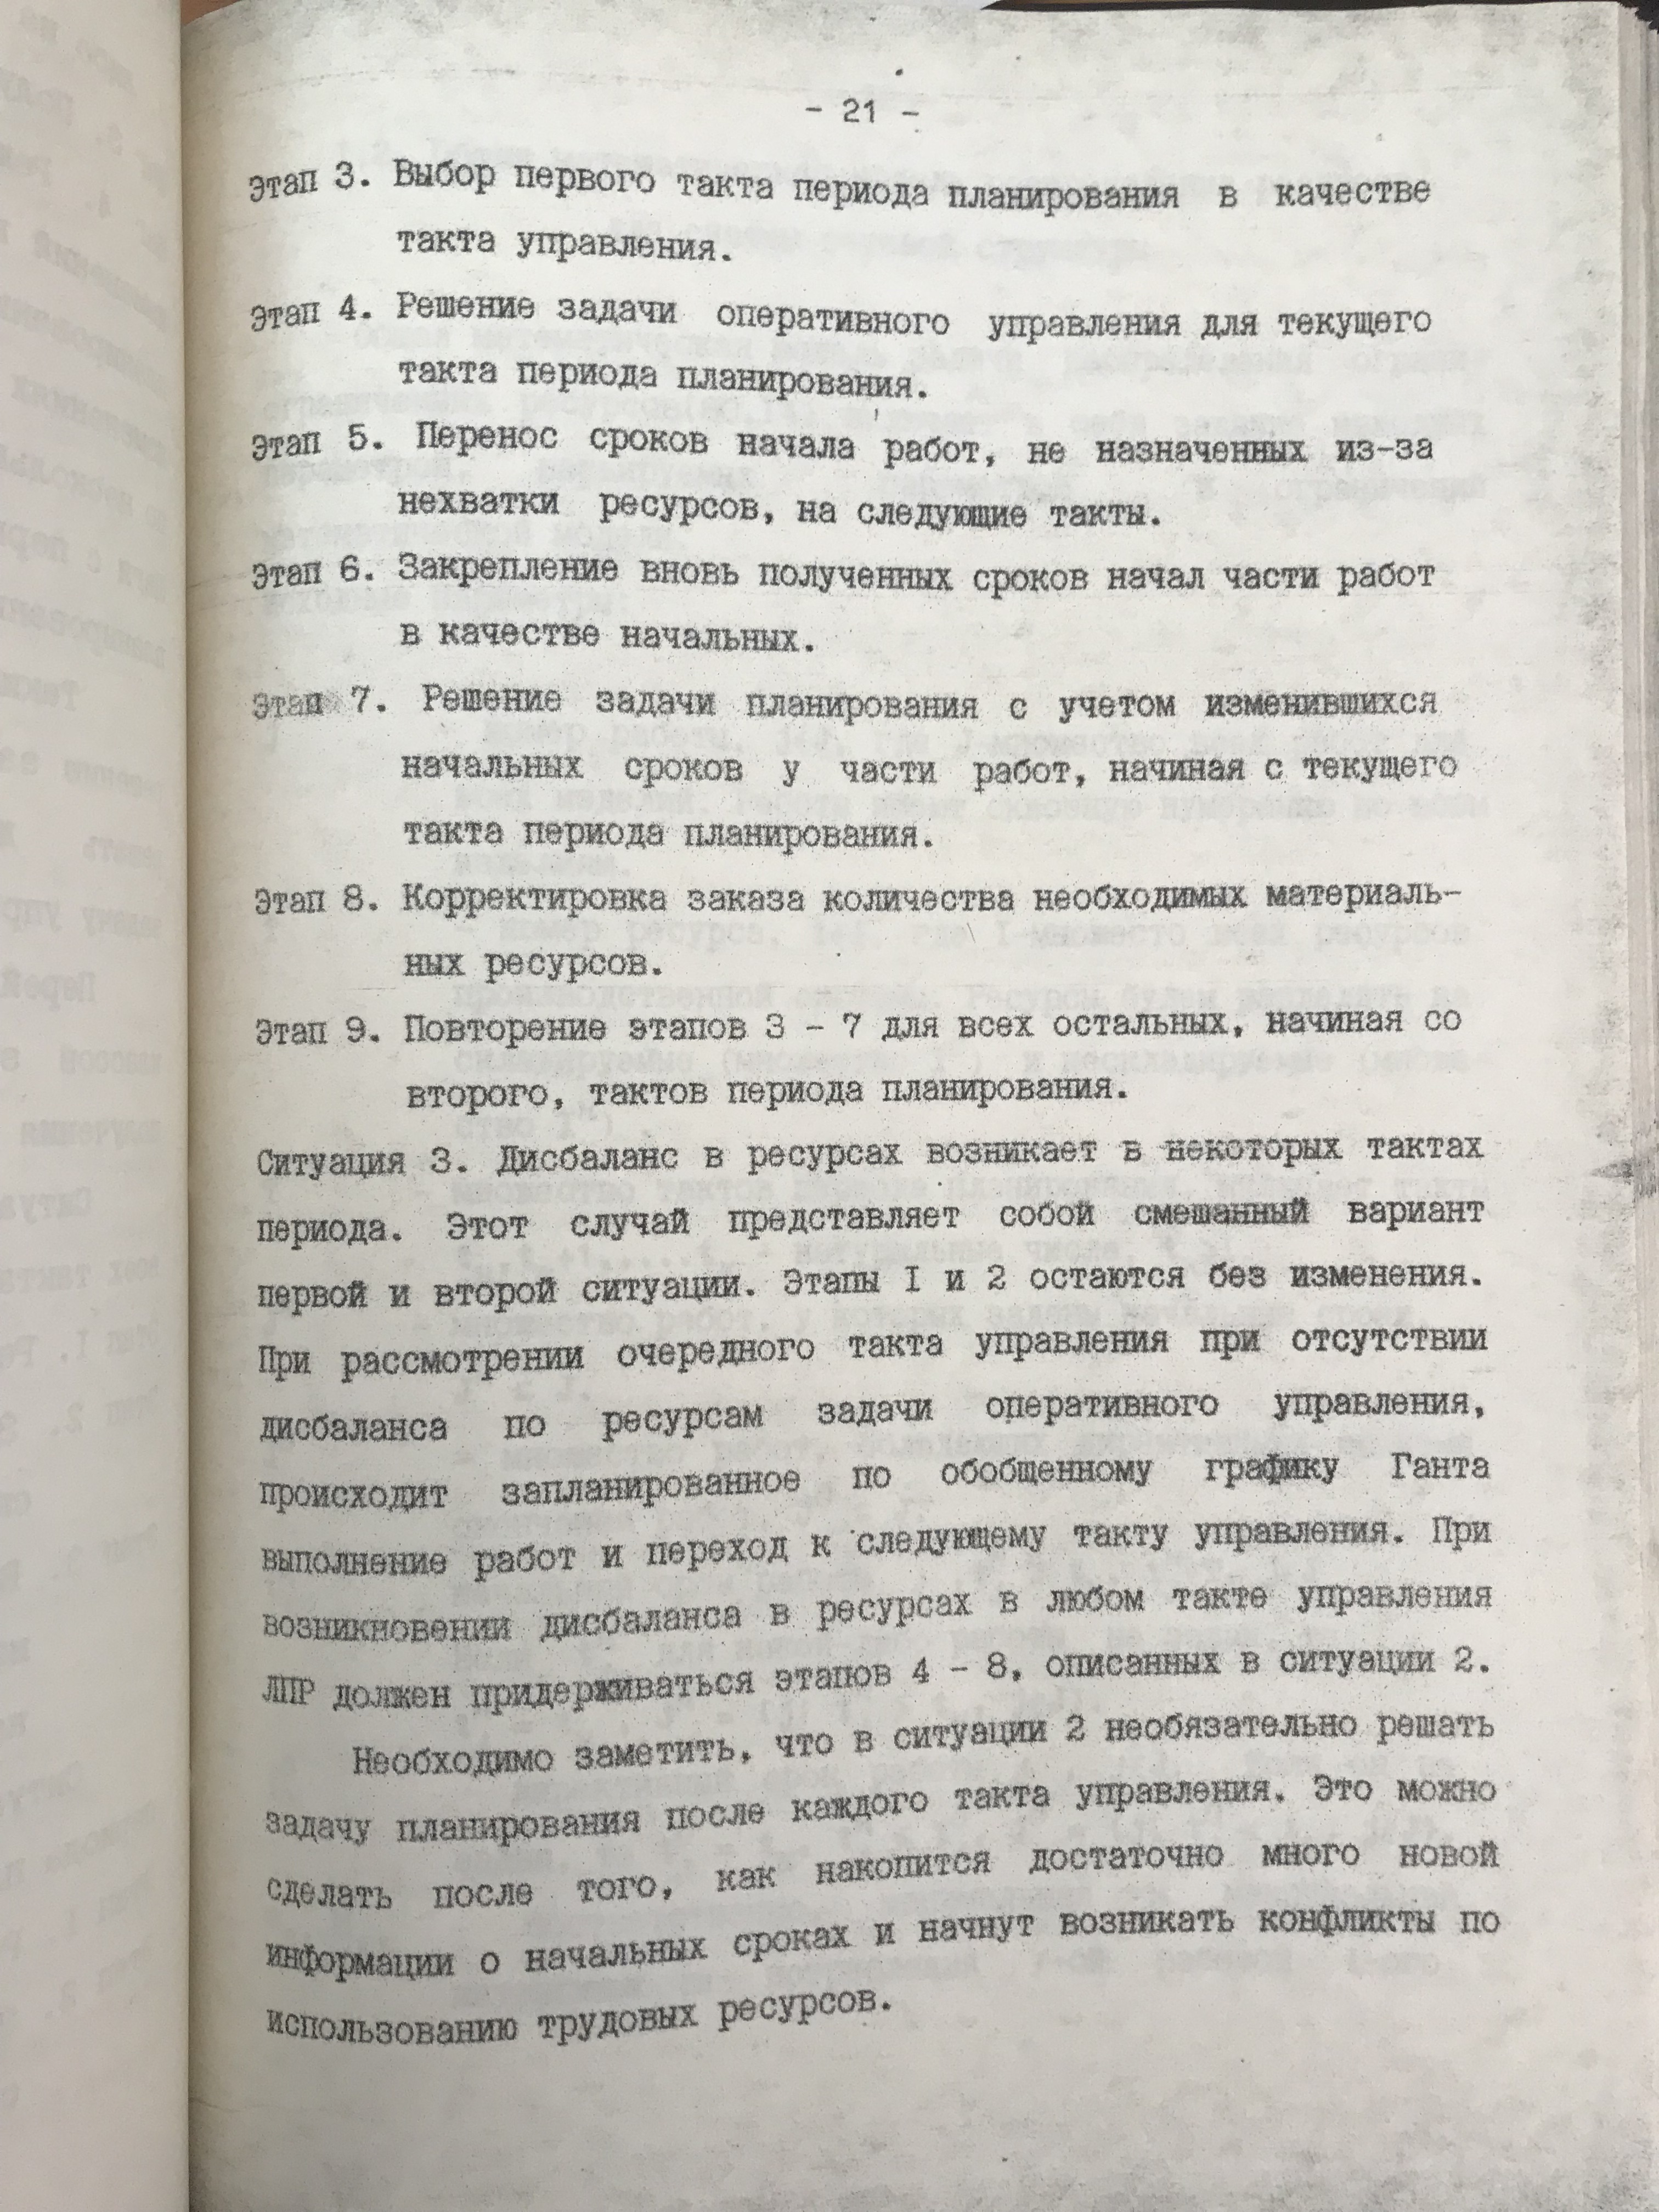 - 21 -
Этап 3. Выбор первого такта периода планирования в качестве
такта управления.
Этап 4. Решение задачи оперативного управления для текущего
такта периода планирования.
Этап 5. Перенос сроков начала работ, не назначенных из-за
нехватки ресурсов, на следующие такты.
Этап 6. Закрепление вновь полученных сроков начал части работ
в качестве начальных.
Этап 7. Решение задачи планирования с учетом изменившихся
начальных сроков у части работ, начиная с текущего
такта периода планирования.
Этап 8. Корректировка заказа количества необходимых материаль-
ных ресурсов.
Этап 9. Повторение этапов 3 - 7 для всех остальных, начиная со
второго, тактов периода планирования.
Ситуация 3. Дисбаланс в ресурсах возникает в некоторых тактах
периода. Этот случай представляет собой смешанный вариант
первой и второй ситуации. Этапы I и 2 остаются без изменения.
При рассмотрении очередного такта управления при отсутствии
дисбаланса по ресурсам задачи оперативного управления,
происходит запланированное по обобщенному графику Ганта
выполнение работ и переход к следующему такту управления. При
возникновении дисбаланса в ресурсах в любом такте управления
ЛПР должен придерживаться этапов 4 - 8, описанных в ситуации 2.
Необходимо заметить, что в ситуации 2 необязательно решать
задачу планирования после каждого такта управления. Это можно
сделать после того, как накопится достаточно много новой
информации о начальных сроках и начнут возникать конфликты по
использованию трудовых ресурсов.